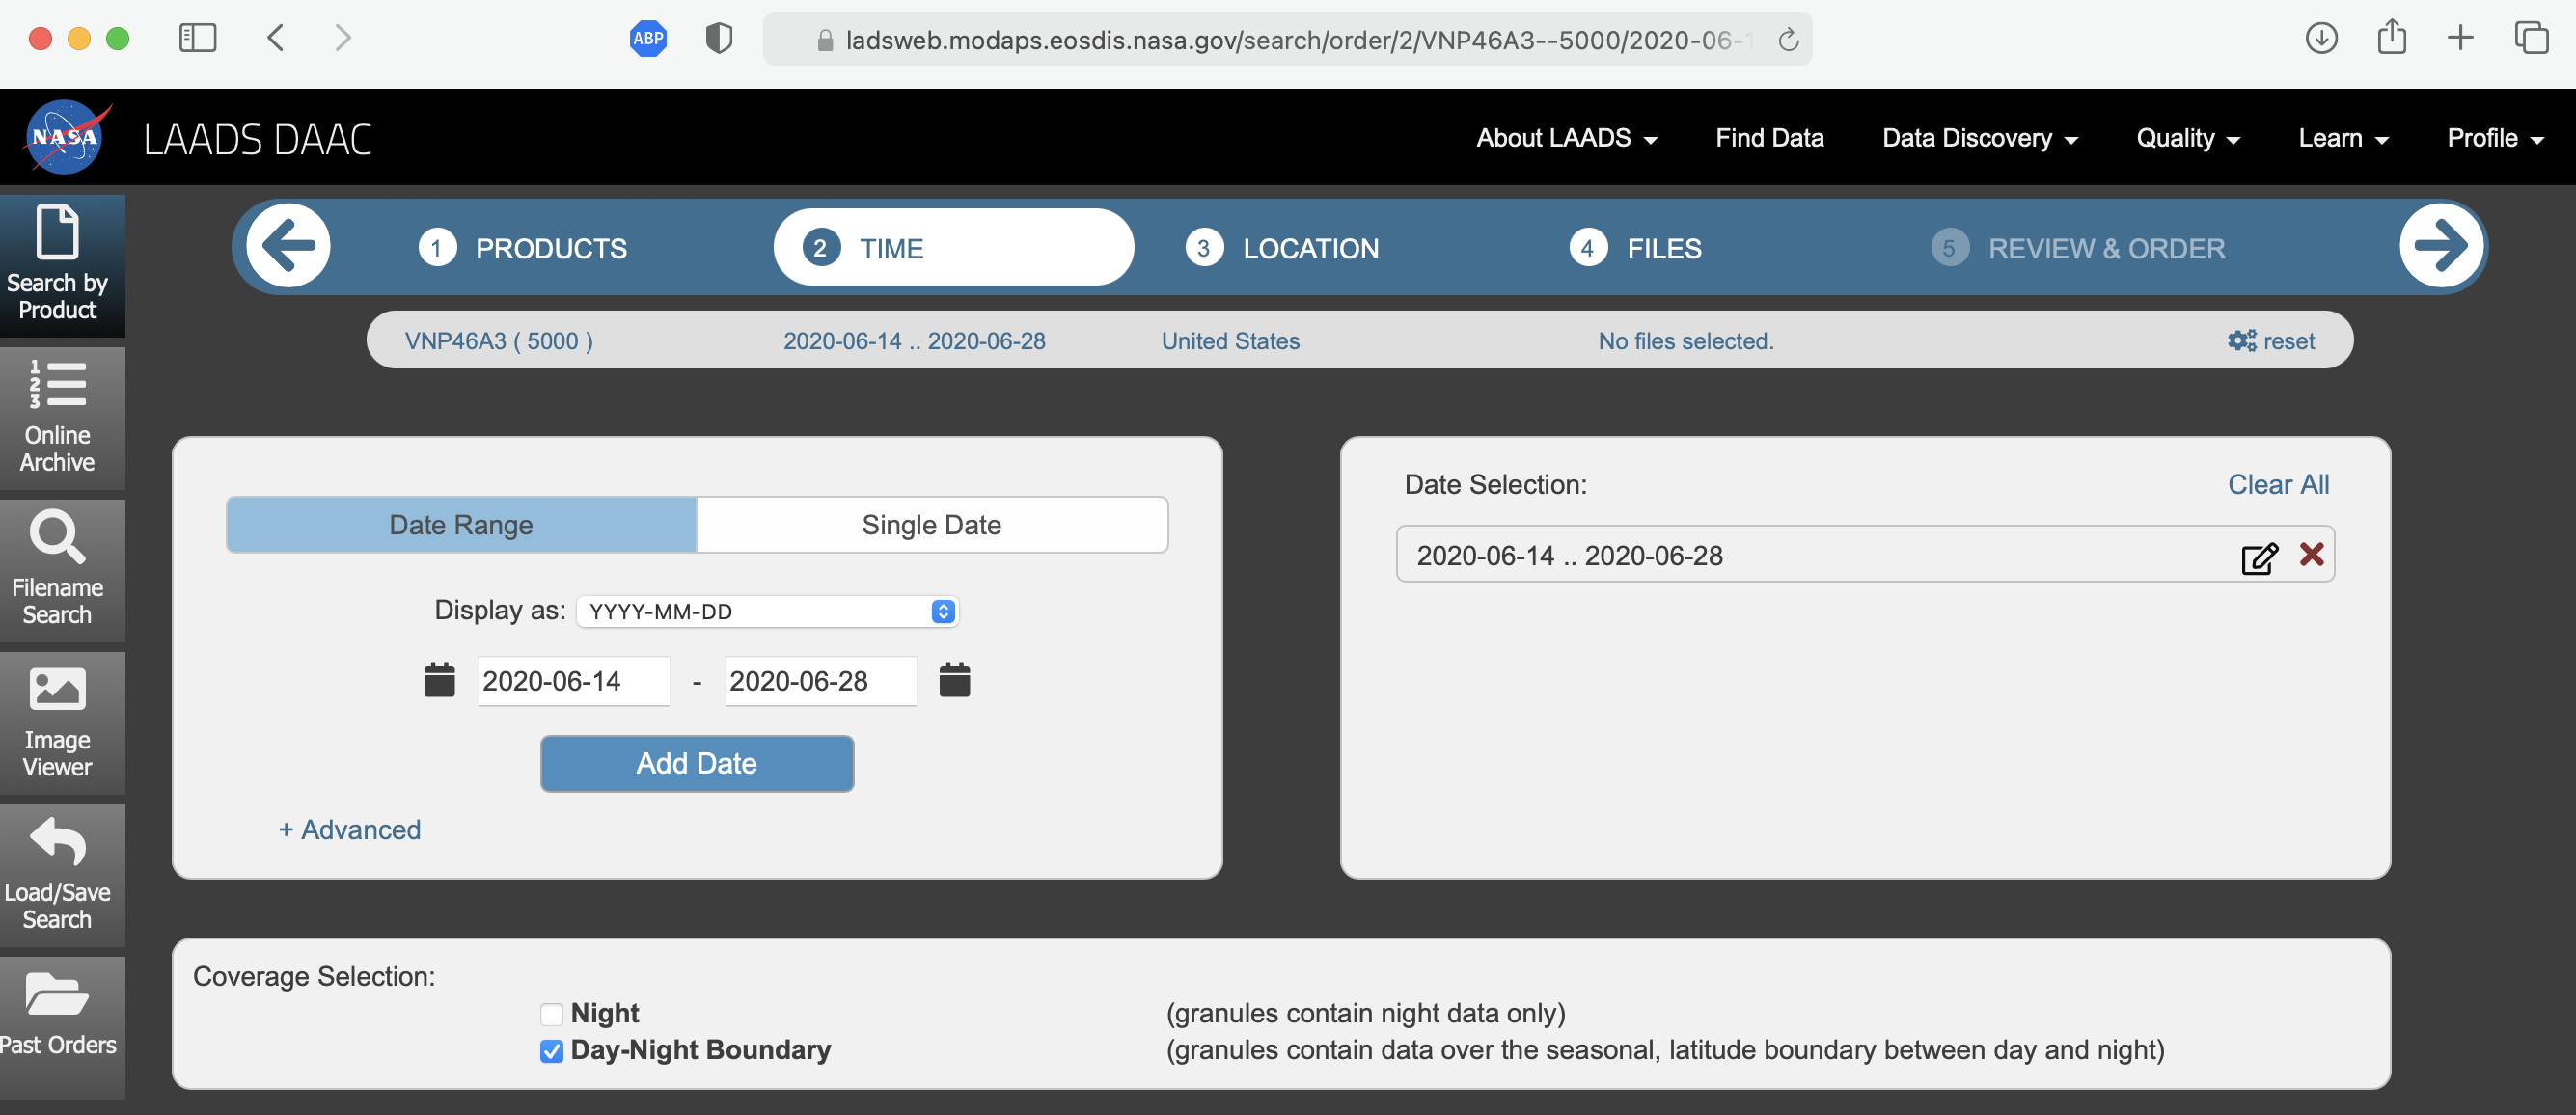 ABP
ladsweb.modaps.eosdis.nasa.gov/search/order/2/VNP46A3--5000/2020-06-1
NASA
LAADS DAAC
About LAADS
Find Data
Data Discovery
Quality
Learn
Profile
1 PRODUCTS
2 TIME
3 LOCATION
4 FILES
5 REVIEW & ORDER
VNP46A3 ( 5000 )
2020-06-14 .. 2020-06-28
United States
No files selected.
reset
Search by
Product
1
2
3
Online
Archive
Filename
Search
Image
Viewer
Load/Save
Search
Past Orders
Date Range
Single Date
Display as: YYYY-MM-DD
2020-06-14 - 2020-06-28
Add Date
+ Advanced
Date Selection:
Clear All
2020-06-14 .. 2020-06-28
Coverage Selection:
Night (granules contain night data only)
Day-Night Boundary (granules contain data over the seasonal, latitude boundary between day and night)